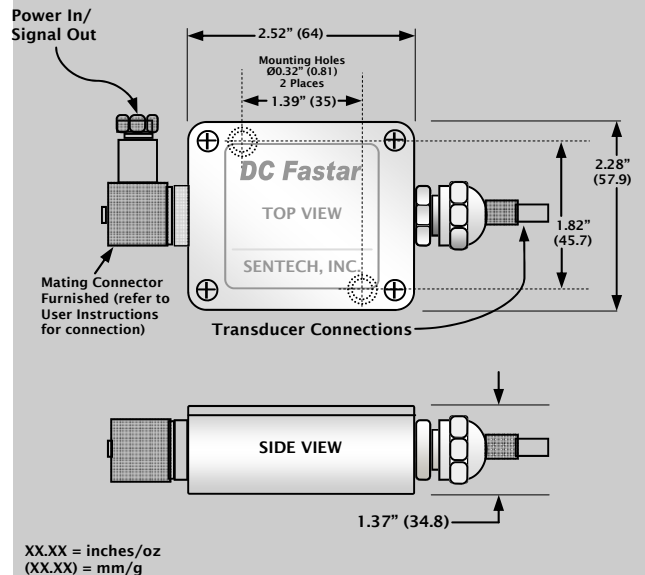 Power In/
Signal Out
2.52” (64)
Mounting Holes
Ø0.32” (0.81)
2 Places
1.39” (35)
DC Fastar
TOP VIEW
SENTECH, INC.
2.28”
(57.9)
1.82”
(45.7)
Mating Connector
Furnished (refer to
User Instructions
for connection)
Transducer Connections
SIDE VIEW
1.37” (34.8)
XX.XX = inches/oz
(XX.XX) = mm/g